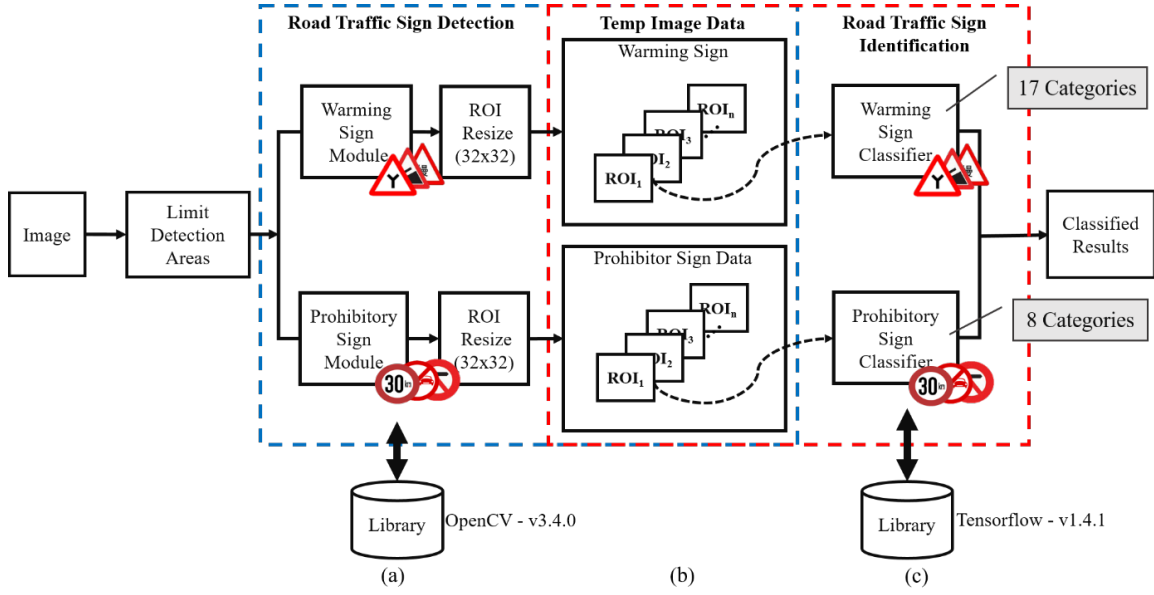 Road Traffic Sign Detection
Temp Image Data
Road Traffic Sign
Identification
Image
Limit
Detection
Areas
Warming
Sign
Module
ROI
Resize
(32x32)
Warming Sign
ROI1
OI2
ROI3
ROIn
Warming
Sign
Classifier
17 Categories
Prohibitory
Sign
Module
30
ROI
Resize
(32x32)
Prohibitor Sign Data
ROI1
OI2
ROI3
ROIn
Prohibitory
Sign
Classifier
30
8 Categories
Classified
Results
Library
OpenCV - v3.4.0
Library
Tensorflow - v1.4.1
(a)
(b)
(c)